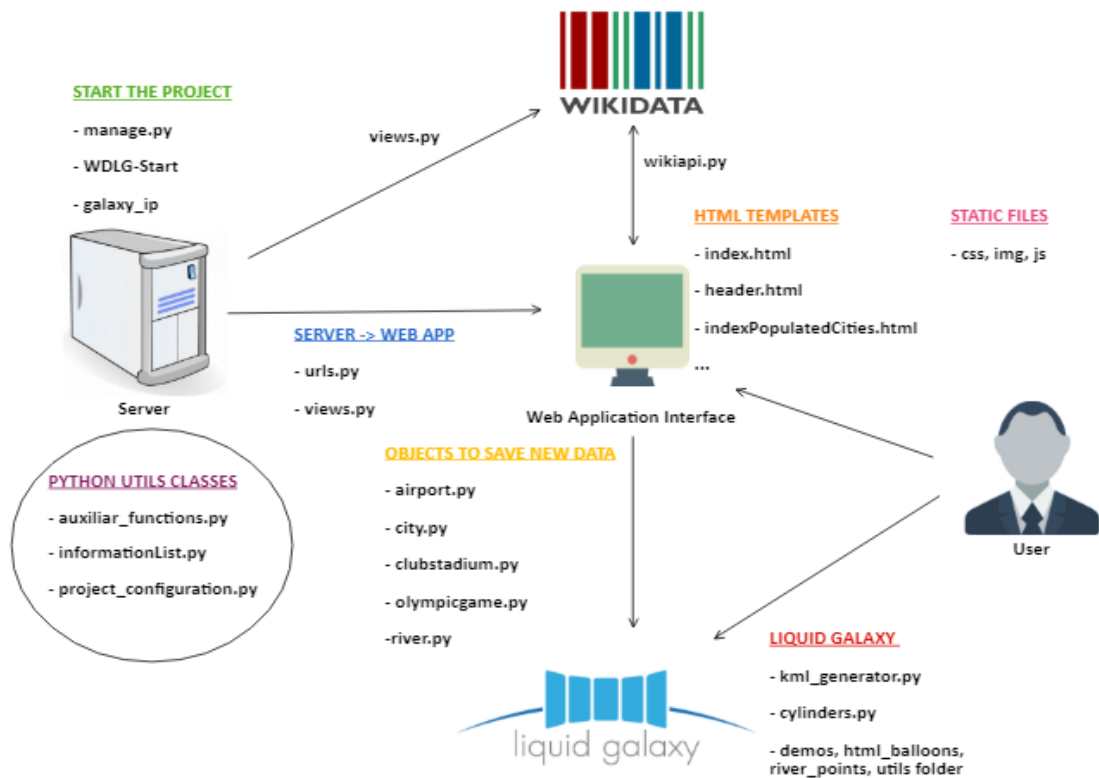 WIKIDATA
START THE PROJECT
- manage.py
- WDLG-Start
- galaxy_ip
views.py
wikiapi.py
HTML TEMPLATES
- index.html
- header.html
- indexPopulatedCities.html
...
STATIC FILES
- css, img, js
SERVER -> WEB APP
- urls.py
- views.py
Server
Web Application Interface
PYTHON UTILS CLASSES
- auxiliar_functions.py
- informationList.py
- project_configuration.py
OBJECTS TO SAVE NEW DATA
- airport.py
- city.py
- clubstadium.py
- olympicgame.py
-river.py
User
liquid galaxy
LIQUID GALAXY
- kml_generator.py
- cylinders.py
- demos, html_balloons,
river_points, utils folder